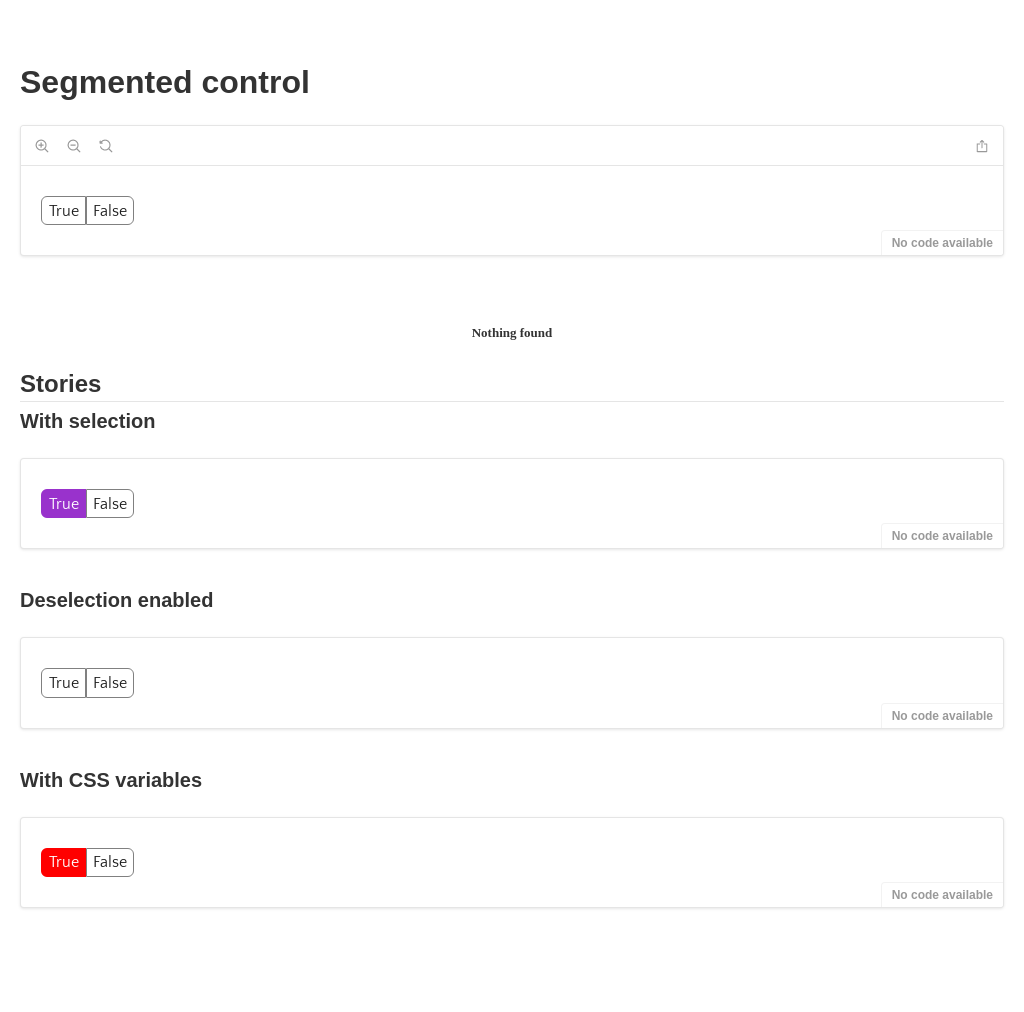 Segmented control
True False
No code available
Nothing found
Stories
With selection
True False
No code available
Deselection enabled
True False
No code available
With CSS variables
True False
No code available